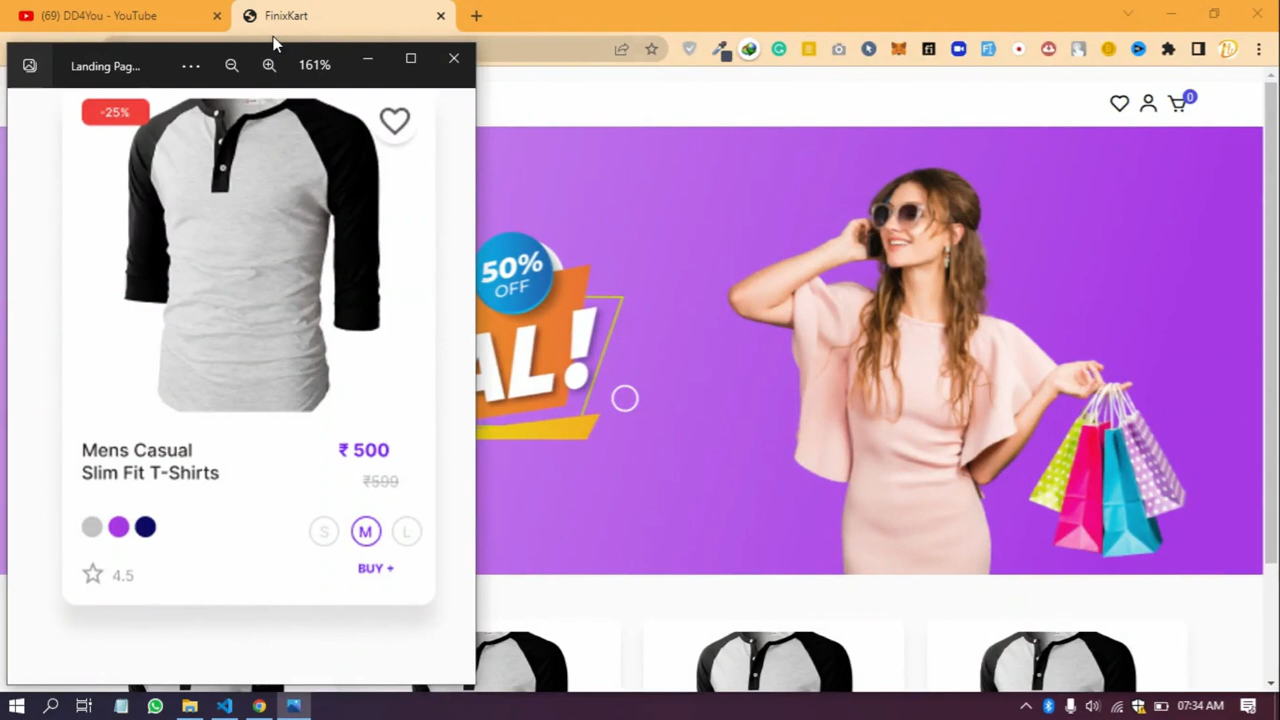 (69) DD4You - YouTube
FinixKart
Landing Pag...
161%
0
-25%
50%
OFF
AL!
Mens Casual
Slim Fit T-Shirts
₹ 500
₹599
S
M
L
4.5
BUY +
07:34 AM